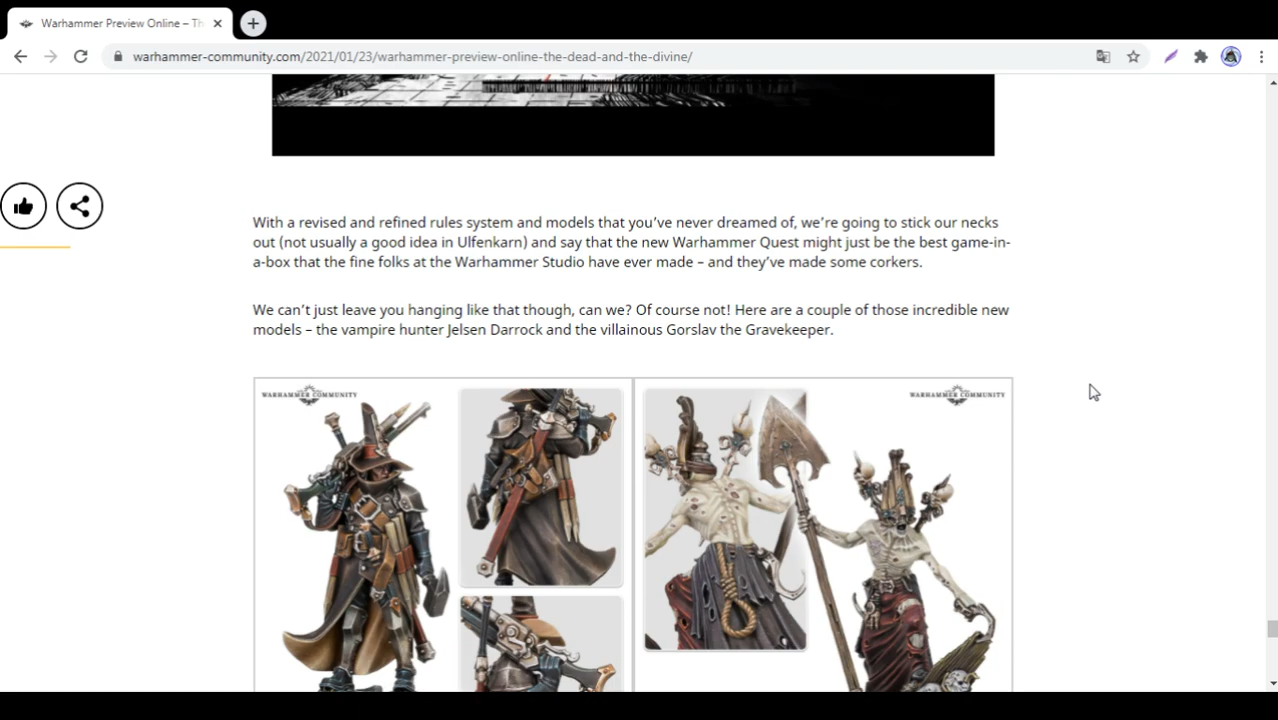 Warhammer Preview Online – Th
warhammer-community.com/2021/01/23/warhammer-preview-online-the-dead-and-the-divine/
With a revised and refined rules system and models that you’ve never dreamed of, we’re going to stick our necks
out (not usually a good idea in Ulfenkarn) and say that the new Warhammer Quest might just be the best game-in-
a-box that the fine folks at the Warhammer Studio have ever made – and they’ve made some corkers.
We can’t just leave you hanging like that though, can we? Of course not! Here are a couple of those incredible new
models – the vampire hunter Jelsen Darrock and the villainous Gorslav the Gravekeeper.
WARHAMMER COMMUNITY
WARHAMMER COMMUNITY